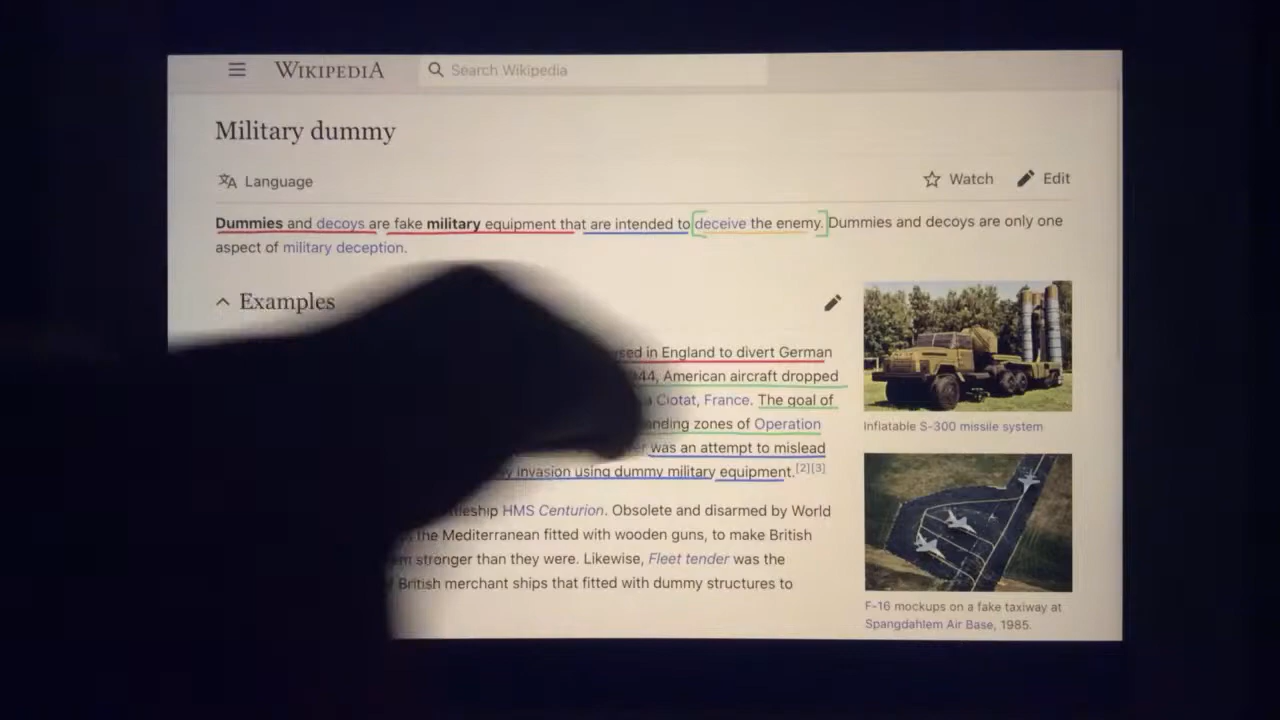 WIKIPEDIA
Search Wikipedia
Military dummy
Language
Watch
Edit
Dummies and decoys are fake military equipment that are intended to [deceive the enemy.] Dummies and decoys are only one
aspect of military deception.
Examples
in England to divert German
American aircraft dropped
Ciotat, France. The goal of
zones of Operation
was an attempt to mislead
invasion using dummy military equipment.[2][3]
HMS Centurion. Obsolete and disarmed by World
the Mediterranean fitted with wooden guns, to make British
stronger than they were. Likewise, Fleet tender was the
British merchant ships that fitted with dummy structures to
Inflatable S-300 missile system
F-16 mockups on a fake taxiway at
Spangdahlem Air Base, 1985.